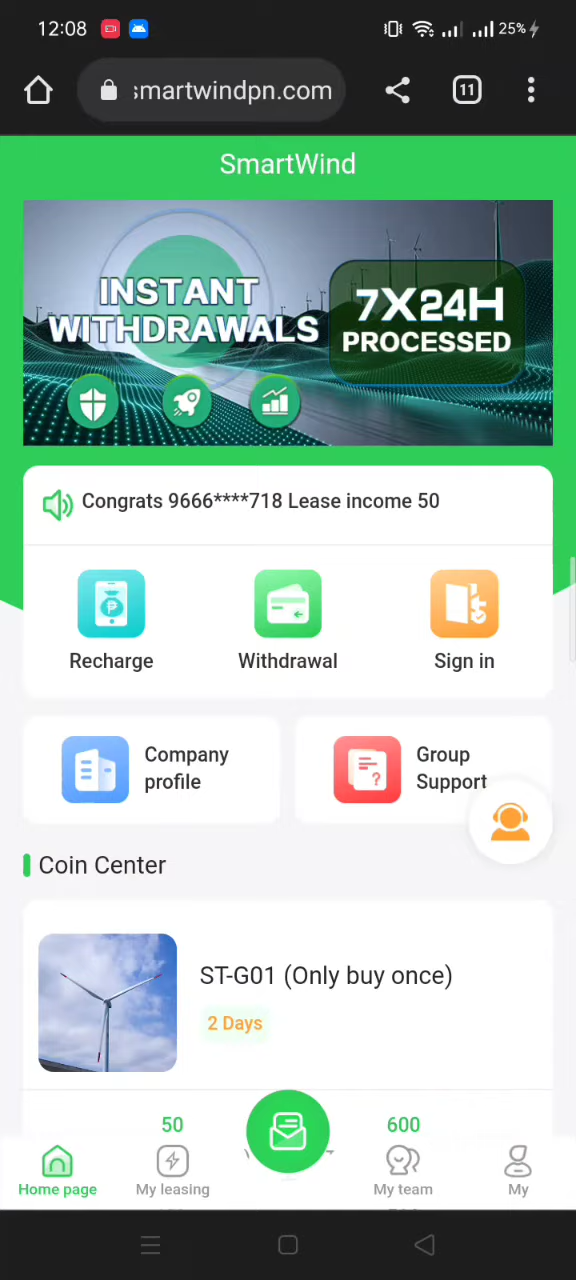 12:08
25%
smartwindpn.com
11
SmartWind
INSTANT
WITHDRAWALS
7X24H
PROCESSED
Congrats 9666****718 Lease income 50
Recharge
Withdrawal
Sign in
Company
profile
Group
Support
Coin Center
ST-G01 (Only buy once)
2 Days
50
600
Home page
My leasing
My team
My